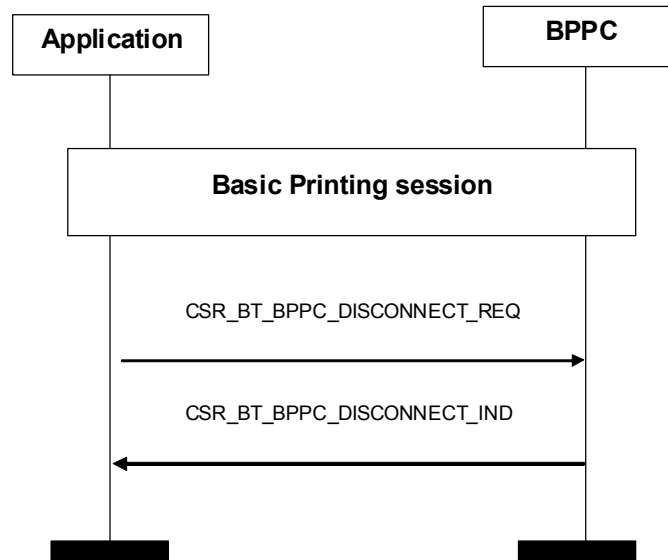 Application
BPPC
Basic Printing session
CSR_BT_BPPC_DISCONNECT_REQ
CSR_BT_BPPC_DISCONNECT_IND